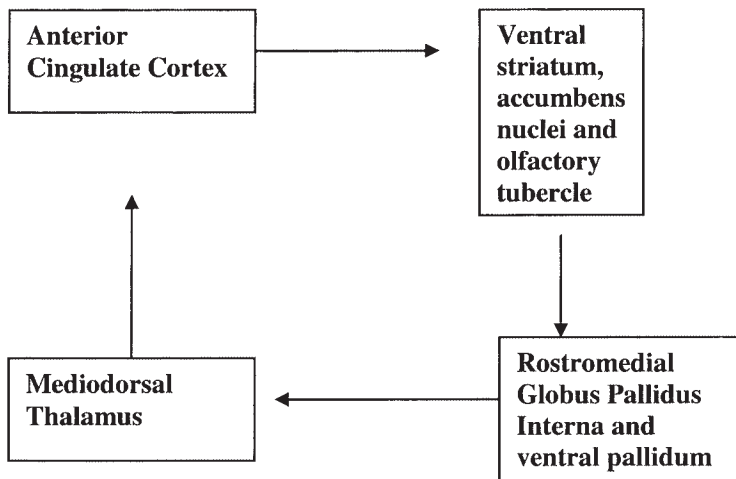 Anterior
Cingulate Cortex
Ventral
striatum,
accumbens
nuclei and
olfactory
tubercle
Mediodorsal
Thalamus
Rostromedial
Globus Pallidus
Interna and
ventral pallidum